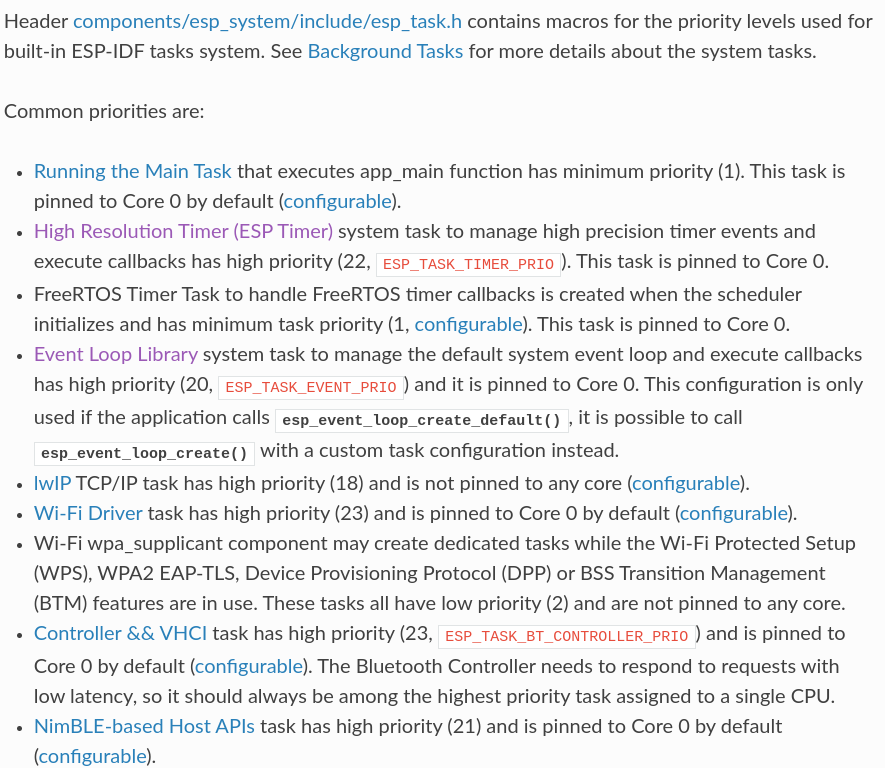 Header components/esp_system/include/esp_task.h contains macros for the priority levels used for
built-in ESP-IDF tasks system. See Background Tasks for more details about the system tasks.
Common priorities are:
• Running the Main Task that executes app_main function has minimum priority (1). This task is
pinned to Core 0 by default (configurable).
• High Resolution Timer (ESP Timer) system task to manage high precision timer events and
execute callbacks has high priority (22, ESP_TASK_TIMER_PRIO ). This task is pinned to Core 0.
• FreeRTOS Timer Task to handle FreeRTOS timer callbacks is created when the scheduler
initializes and has minimum task priority (1, configurable). This task is pinned to Core 0.
• Event Loop Library system task to manage the default system event loop and execute callbacks
has high priority (20, ESP_TASK_EVENT_PRIO ) and it is pinned to Core 0. This configuration is only
used if the application calls esp_event_loop_create_default() , it is possible to call
esp_event_loop_create() with a custom task configuration instead.
• lwIP TCP/IP task has high priority (18) and is not pinned to any core (configurable).
• Wi-Fi Driver task has high priority (23) and is pinned to Core 0 by default (configurable).
• Wi-Fi wpa_supplicant component may create dedicated tasks while the Wi-Fi Protected Setup
(WPS), WPA2 EAP-TLS, Device Provisioning Protocol (DPP) or BSS Transition Management
(BTM) features are in use. These tasks all have low priority (2) and are not pinned to any core.
• Controller && VHCI task has high priority (23, ESP_TASK_BT_CONTROLLER_PRIO ) and is pinned to
Core 0 by default (configurable). The Bluetooth Controller needs to respond to requests with
low latency, so it should always be among the highest priority task assigned to a single CPU.
• NimBLE-based Host APIs task has high priority (21) and is pinned to Core 0 by default
(configurable).